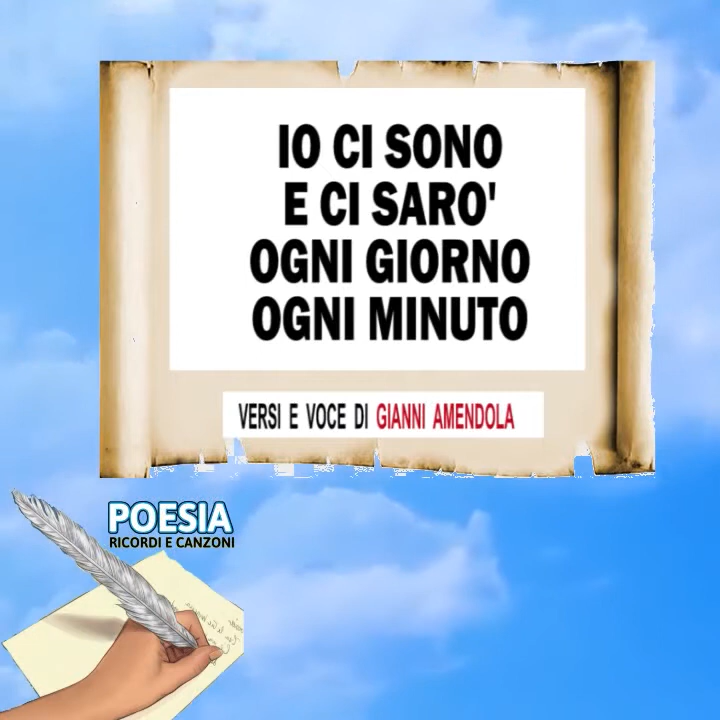 IO CI SONO
E CI SARO'
OGNI GIORNO
OGNI MINUTO
VERSI E VOCE DI GIANNI AMENDOLA
POESIA
RICORDI E CANZONI